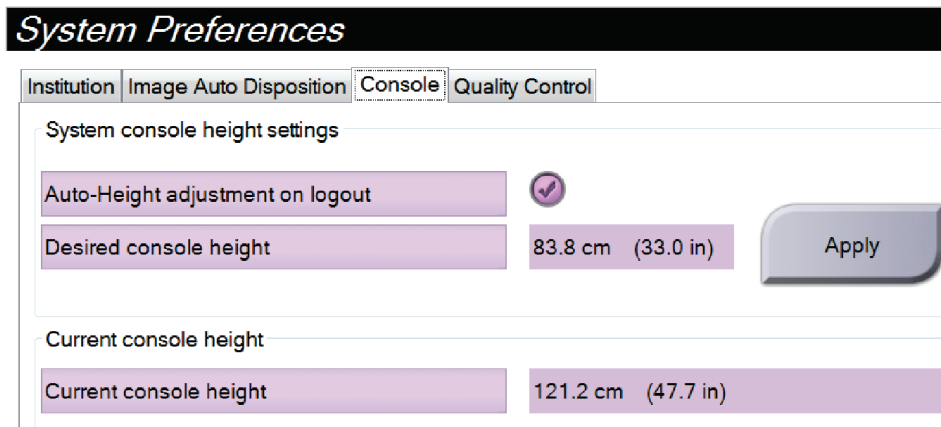 System Preferences
Institution Image Auto Disposition Console Quality Control
System console height settings
Auto-Height adjustment on logout
Desired console height 83.8 cm (33.0 in) Apply
Current console height
Current console height 121.2 cm (47.7 in)